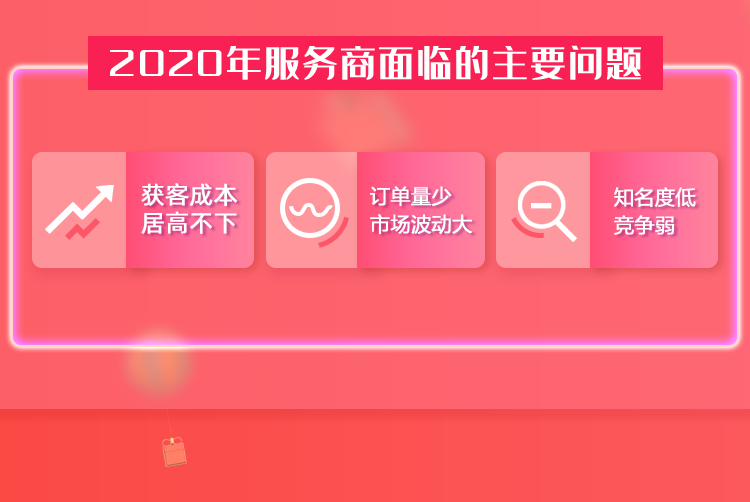 2020年服务商面临的主要问题
获客成本
居高不下
订单量少
市场波动大
知名度低
竞争弱